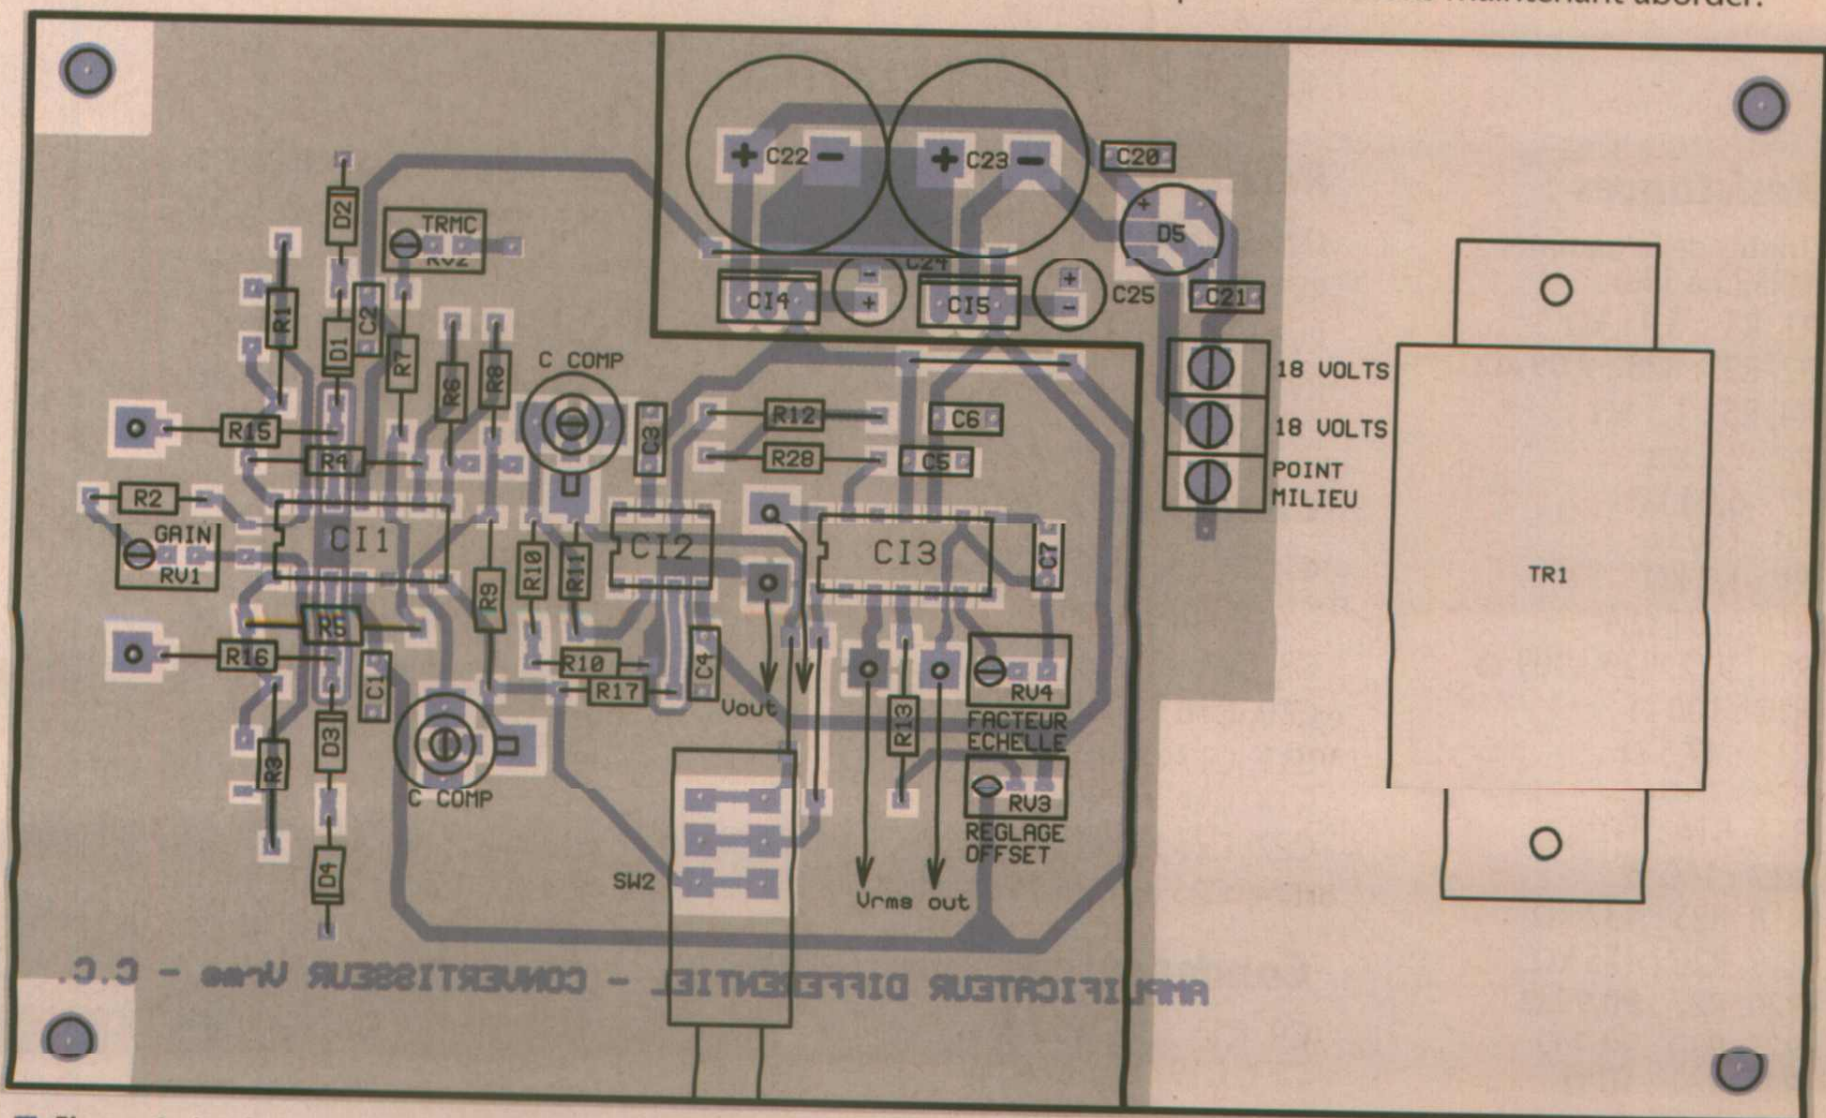 maintenant aborder.
C22
C23
C20
D2
TRMC
RV2
D5
C24
CI4
CI5
C25
C21
R1
C2
D1
R7
R6
R8
C COMP
18 VOLTS
R15
R4
C3
R12
C6
18 VOLTS
R28
C5
POINT
MILIEU
R2
GAIN
RV1
CI1
CI2
CI3
C7
TR1
R9
R10
R11
R5
R16
C1
R10
R17
C4
Vout
R13
RV4
FACTEUR
ECHELLE
D3
R3
C COMP
RV3
REGLAGE
OFFSET
D4
SW2
Vrms out
AMPLIFICATEUR DIFFERENTIEL - CONVERTISSEUR Vrms - C.C.